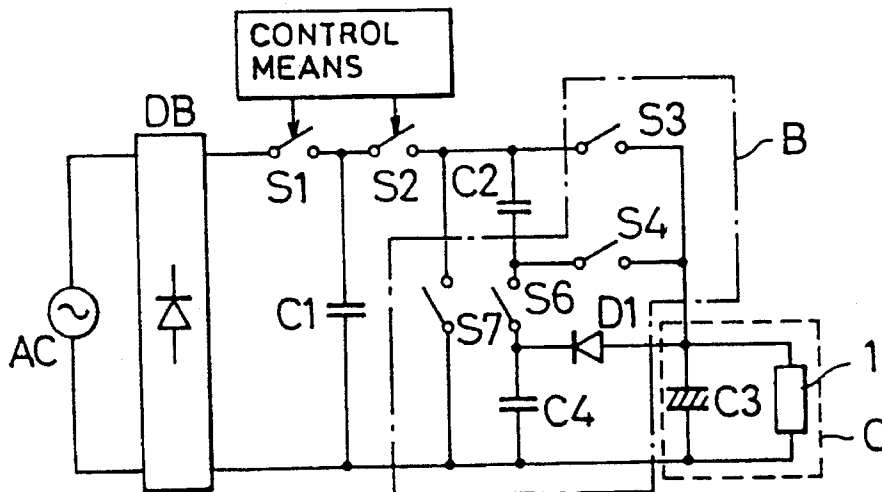 CONTROL
MEANS
DB
S1
S2
S3
B
C2
S4
S6
S7
D1
C1
AC
C4
C3
1
C